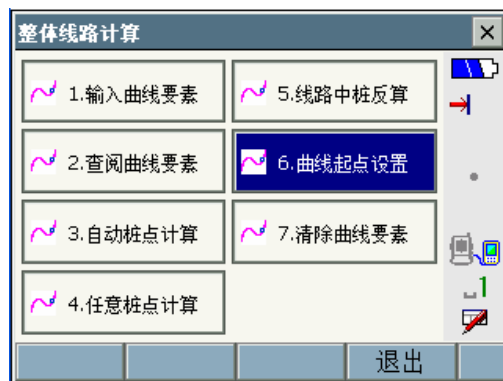 整体线路计算
1.输入曲线要素
5.线路中桩反算
2.查阅曲线要素
6.曲线起点设置
3.自动桩点计算
7.清除曲线要素
4.任意桩点计算
1
退出